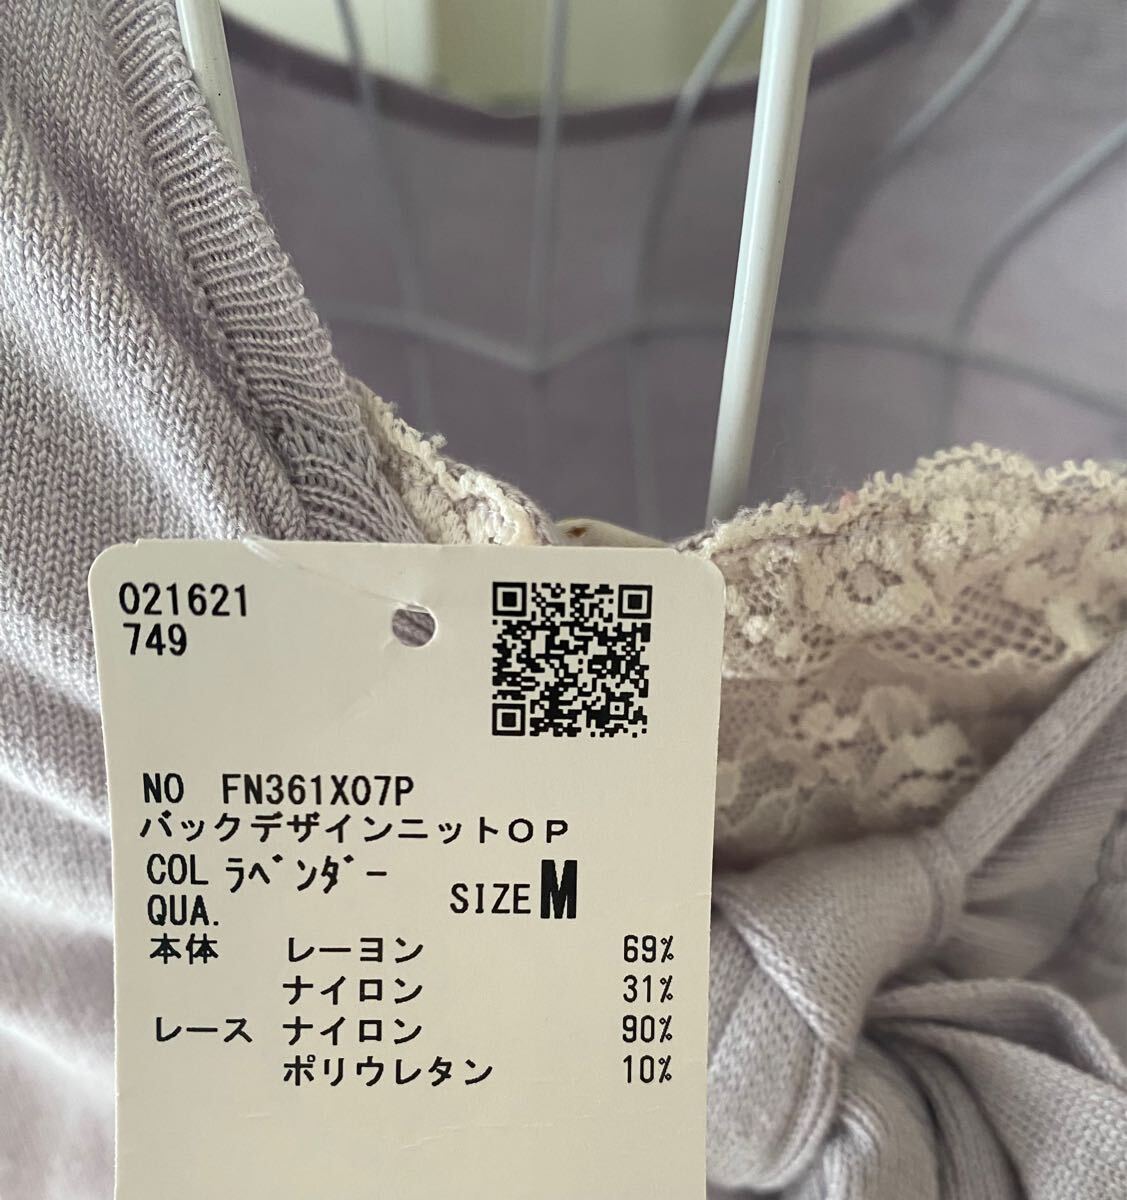 021621
749
NO FN361X07P
バックデザインニットＯＰ
COL ﾗﾍﾞﾝﾀﾞｰ
SIZE M
QUA.
本体 レーヨン 69%
ナイロン 31%
レース ナイロン 90%
ポリウレタン 10%